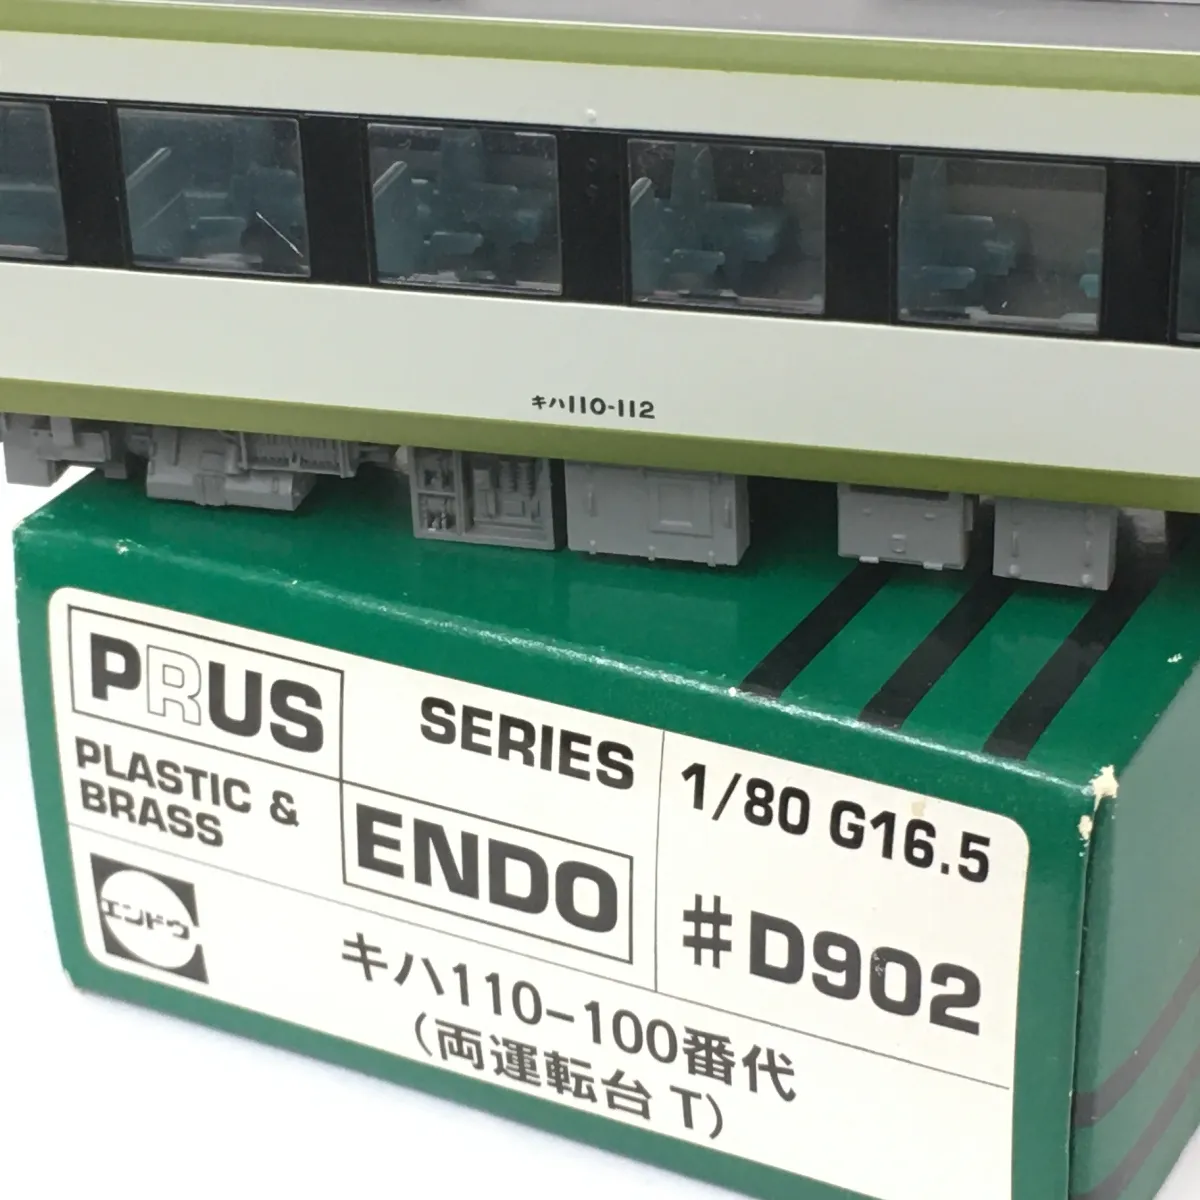 キハ110-112
PRUS
SERIES
PLASTIC &
BRASS
ENDO
1/80 G16.5
#D902
エンドウ
キハ110-100番代
(両運転台 T)